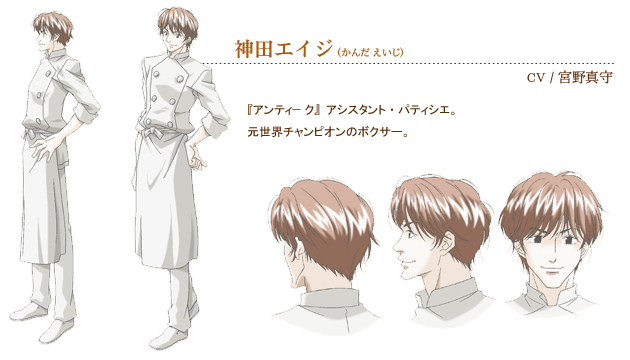 神田エイジ（かんだ えいじ）
CV / 宮野真守
『アンティーク』 アシスタント・パティシエ。
元世界チャンピオンのボクサー。